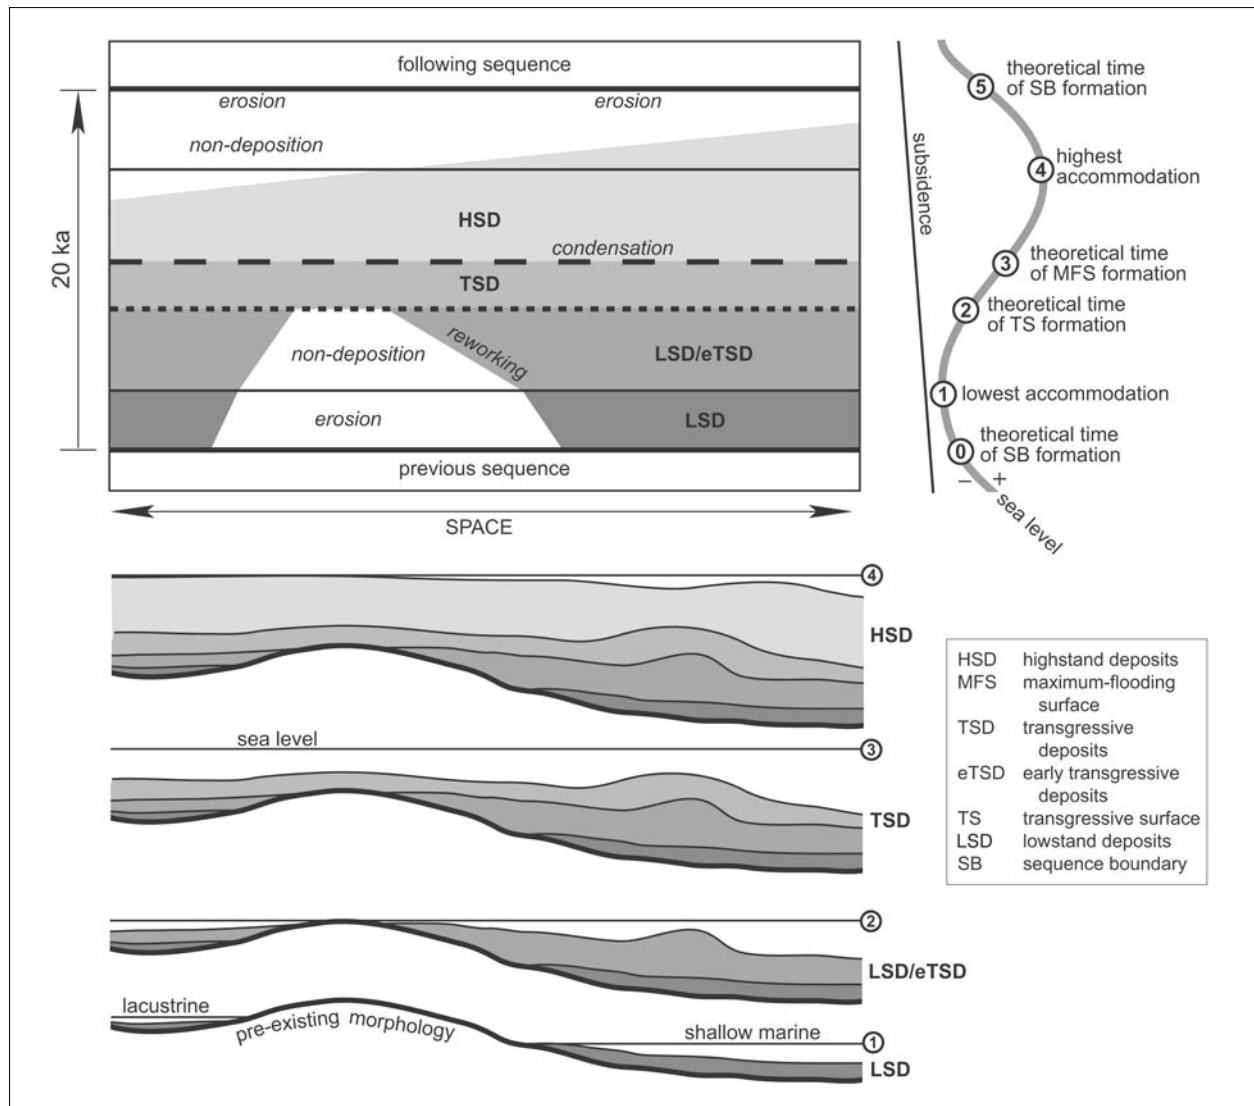 following sequence
erosion
erosion
non-deposition
HSD
condensation
TSD
20 ka
non-deposition
reworking
LSD/eTSD
erosion
LSD
previous sequence
SPACE
subsidence
5
theoretical time
of SB formation
4
highest
accommodation
3
theoretical time
of MFS formation
2
theoretical time
of TS formation
1
lowest accommodation
0
theoretical time
of SB formation
– +
sea level
4
HSD
sea level
3
TSD
2
LSD/eTSD
lacustrine
pre-existing morphology
shallow marine
1
LSD
HSD highstand deposits
MFS maximum-flooding
surface
TSD transgressive
deposits
eTSD early transgressive
deposits
TS transgressive surface
LSD lowstand deposits
SB sequence boundary